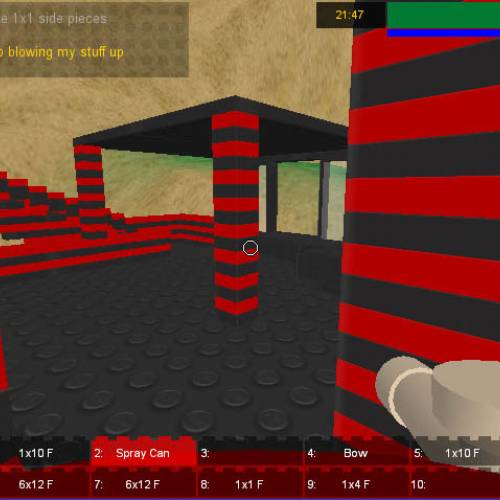 e 1x1 side pieces
21:47
blowing my stuff up
1x10 F
2: Spray Can
3:
4: Bow
5: 1x10 F
6x12 F
7: 6x12 F
8: 1x1 F
9: 1x4 F
10: